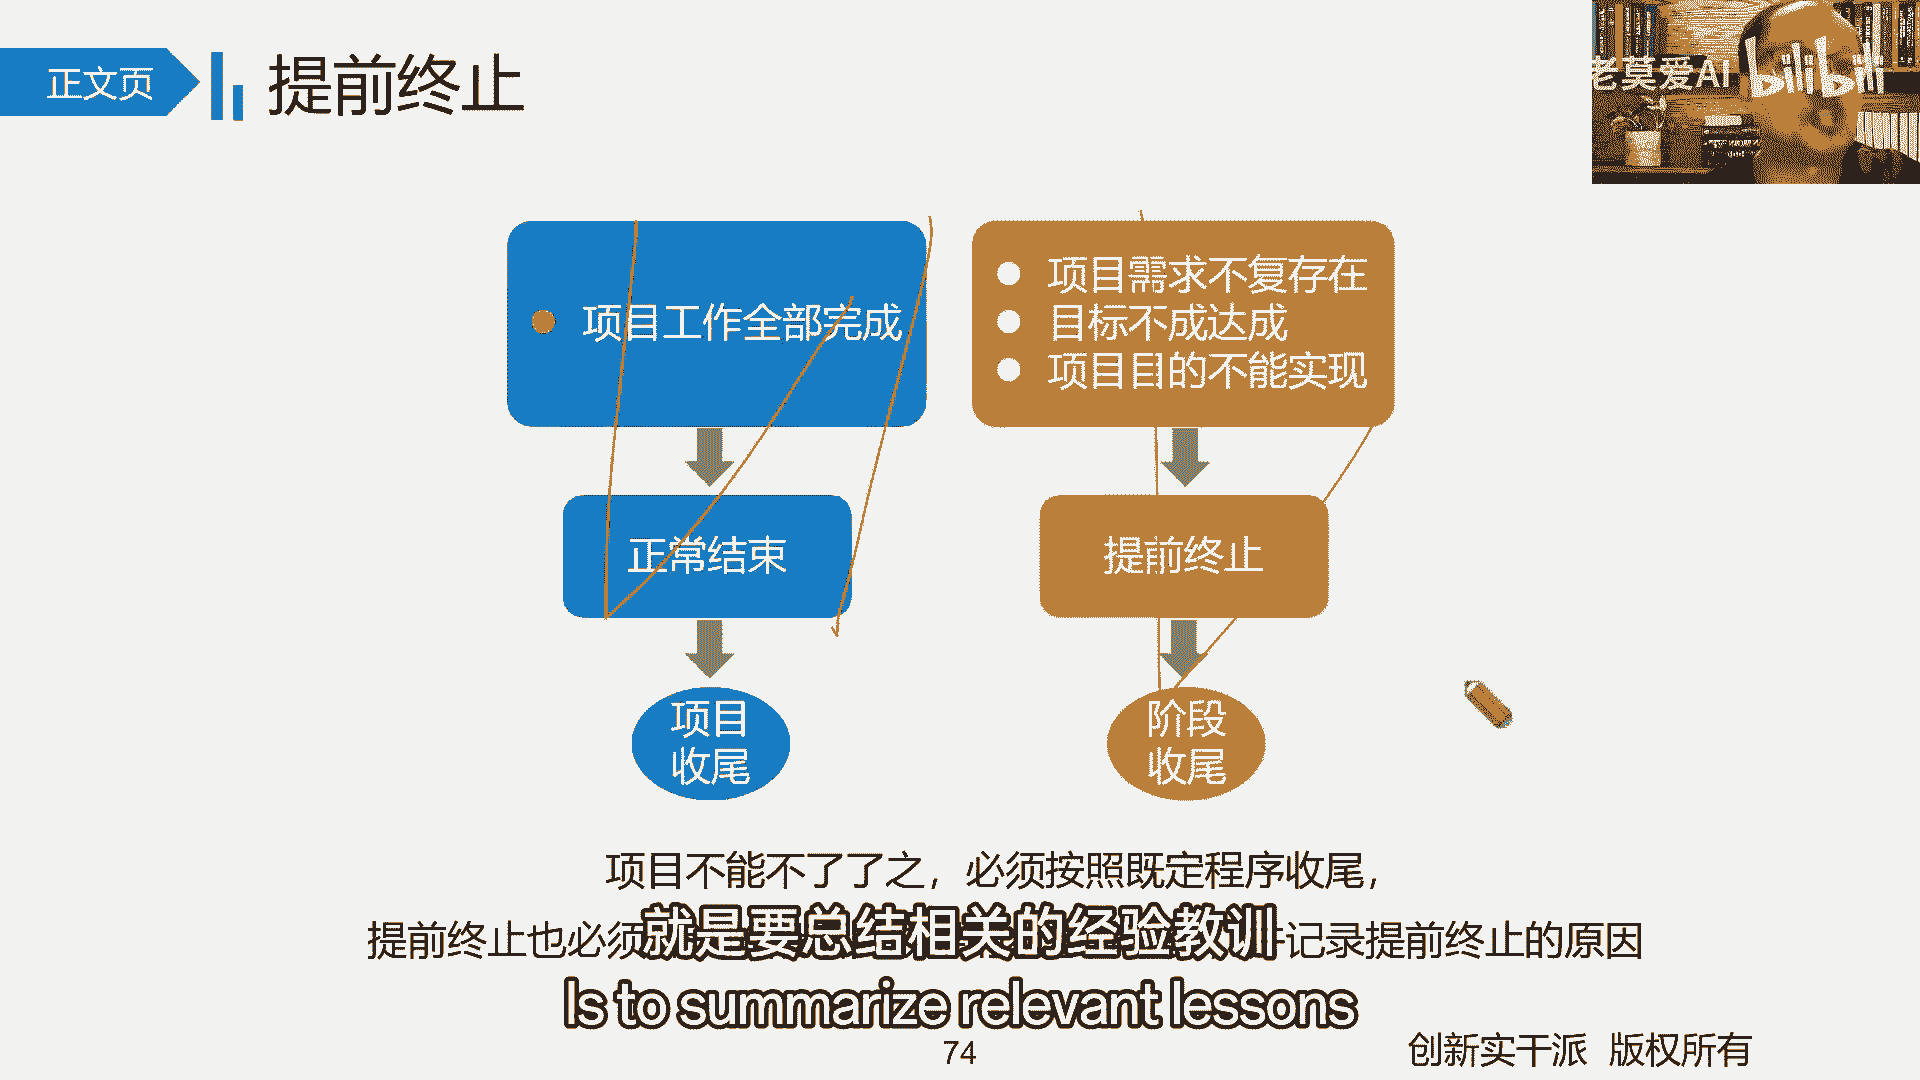 正文页
提前终止
老莫爱AI bilibili
项目工作全部完成
项目需求不复存在
目标不成达成
项目目的不能实现
正常结束
提前终止
项目
收尾
阶段
收尾
项目不能不了了之，必须按照既定程序收尾，
提前终止也必须
记录提前终止的原因
就是要总结相关的经验教训
Is to summarize relevant lessons
74
创新实干派 版权所有